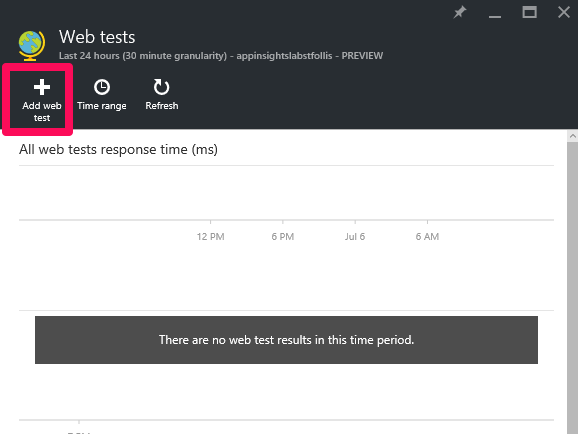 Web tests
Last 24 hours (30 minute granularity) - appinsightslabstfollis - PREVIEW
Add web
test
Time range
Refresh
All web tests response time (ms)
12 PM
6 PM
Jul 6
6 AM
There are no web test results in this time period.